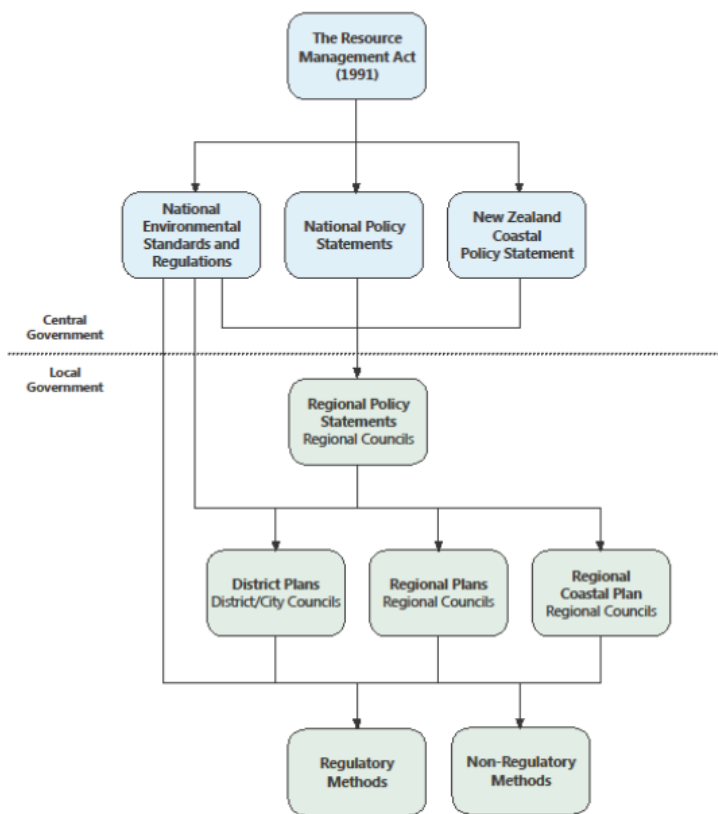 The Resource
Management Act
(1991)
National
Environmental
Standards and
Regulations
National Policy
Statements
New Zealand
Coastal
Policy Statement
Central
Government
Local
Government
Regional Policy
Statements
Regional Councils
District Plans
District/City Councils
Regional Plans
Regional Councils
Regional
Coastal Plan
Regional Councils
Regulatory
Methods
Non-Regulatory
Methods